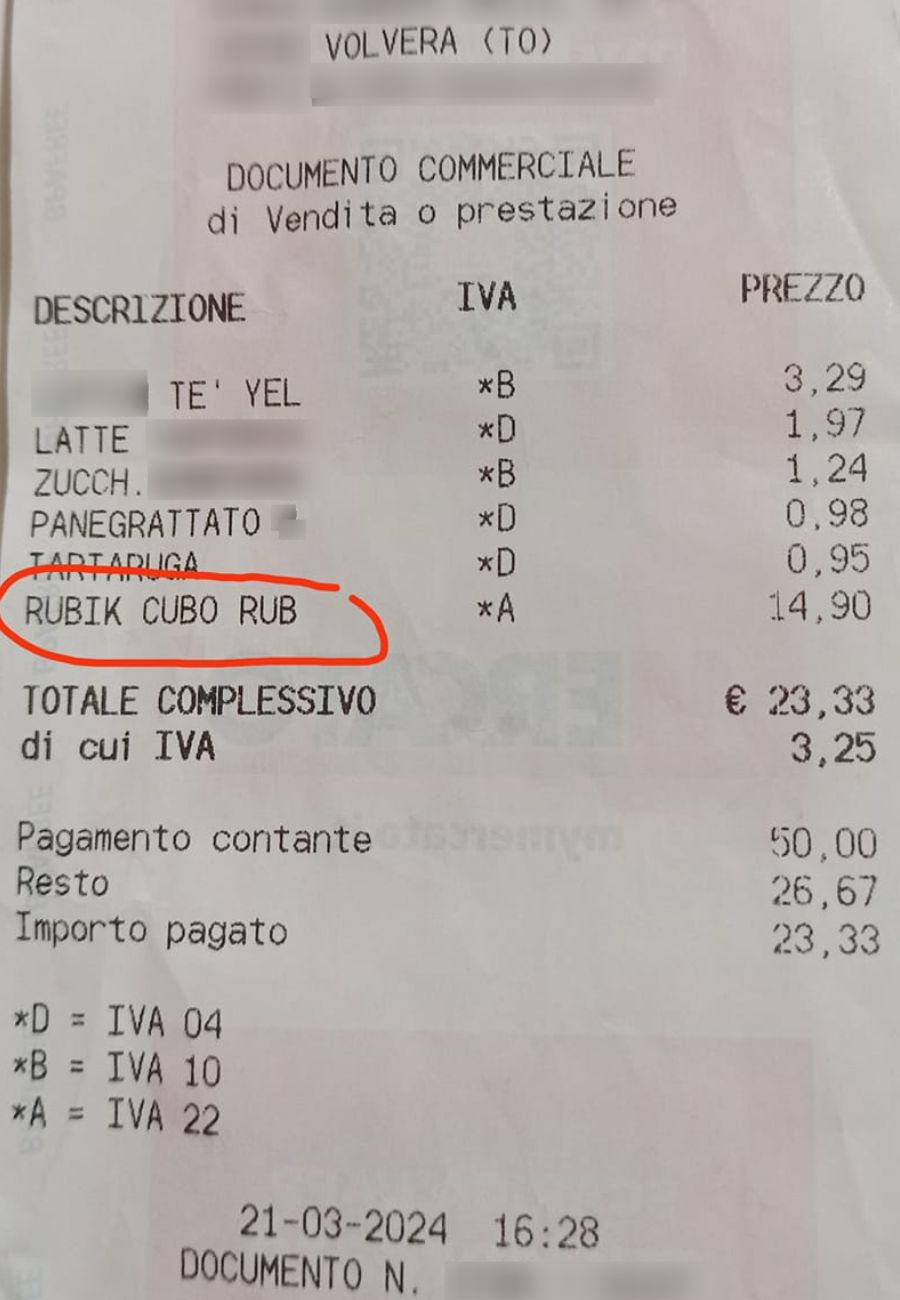 VOLVERA (TO)
DOCUMENTO COMMERCIALE
di Vendita o prestazione
DESCRIZIONE IVA PREZZO
TE' YEL *B 3,29
LATTE *D 1,97
ZUCCH. *B 1,24
PANEGRATTATO *D 0,98
TARTARUGA *D 0,95
RUBIK CUBO RUB *A 14,90
TOTALE COMPLESSIVO € 23,33
di cui IVA 3,25
Pagamento contante 50,00
Resto 26,67
Importo pagato 23,33
*D = IVA 04
*B = IVA 10
*A = IVA 22
21-03-2024 16:28
DOCUMENTO N.